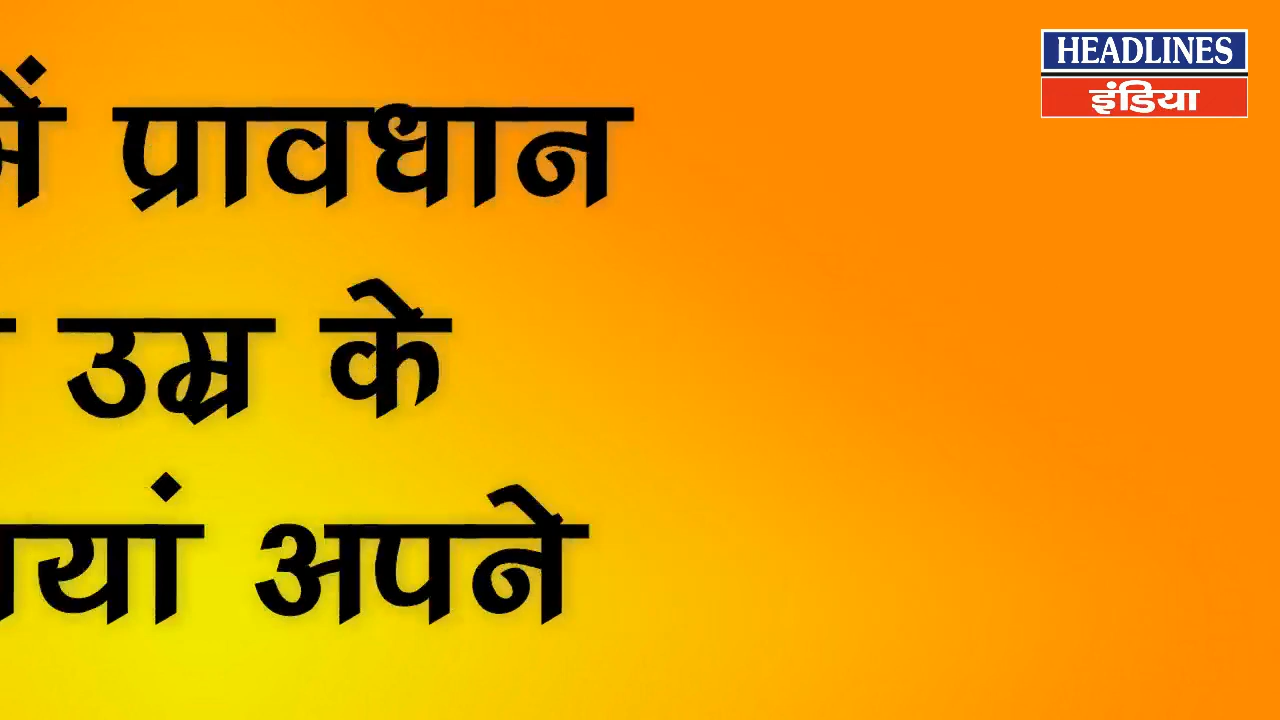 HEADLINES
इंडिया
में प्रावधान
उम्र के
अपने